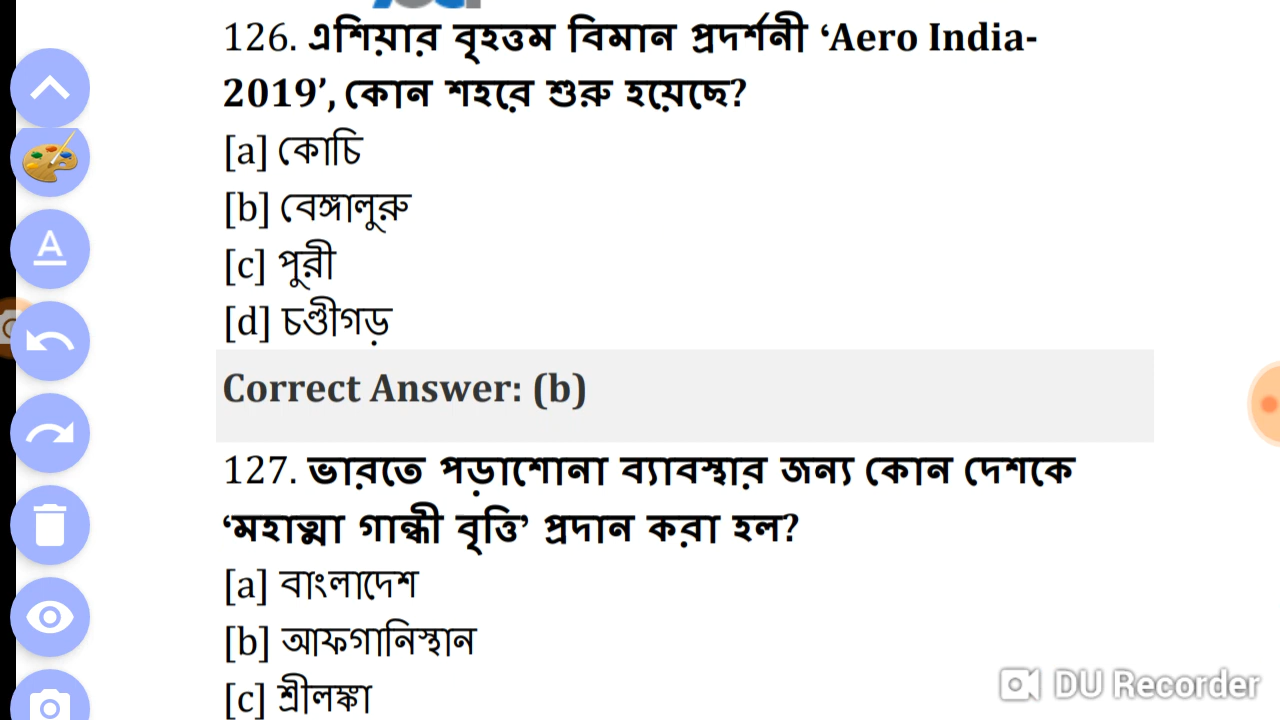 126. এশিয়ার বৃহত্তম বিমান প্রদর্শনী ‘Aero India-
2019’, কোন শহরে শুরু হয়েছে?
[a] কোচি
[b] বেঙ্গালুরু
[c] পুরী
[d] চণ্ডীগড়
Correct Answer: (b)
127. ভারতে পড়াশোনা ব্যাবস্থার জন্য কোন দেশকে
‘মহাত্মা গান্ধী বৃত্তি’ প্রদান করা হল?
[a] বাংলাদেশ
[b] আফগানিস্থান
[c] শ্রীলঙ্কা
DU Recorder
A